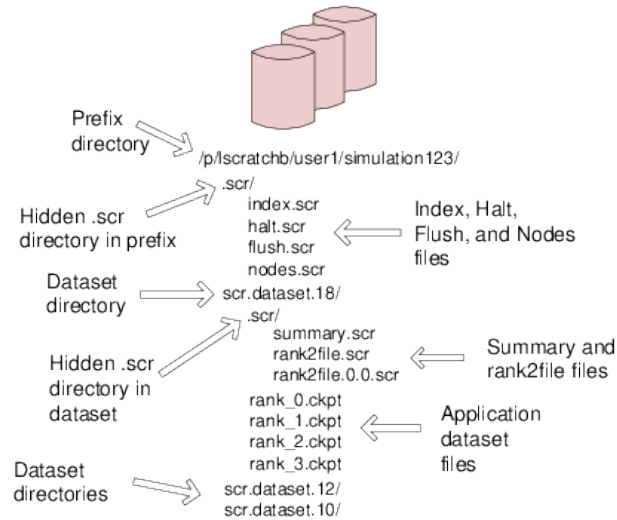 Prefix
directory
/p/lscratchb/user1/simulation123/
.scr/
index.scr
halt.scr
flush.scr
nodes.scr
Hidden .scr
directory in prefix
Index, Halt,
Flush, and Nodes
files
Dataset
directory
scr.dataset.18/
.scr/
summary.scr
rank2file.scr
rank2file.0.0.scr
Hidden .scr
directory in
dataset
Summary and
rank2file files
rank_0.ckpt
rank_1.ckpt
rank_2.ckpt
rank_3.ckpt
Application
dataset
files
Dataset
directories
scr.dataset.12/
scr.dataset.10/